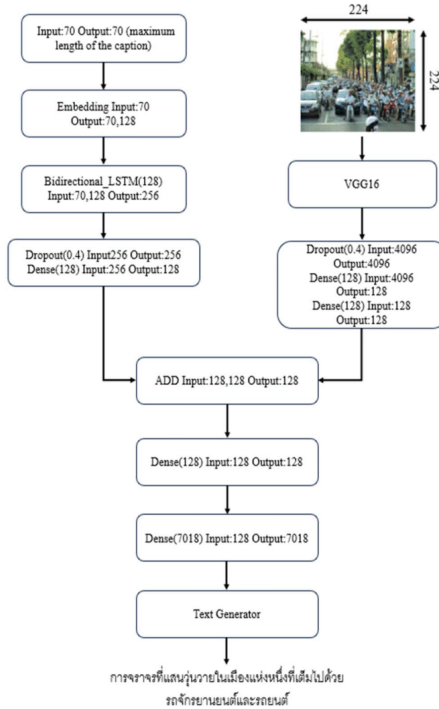 Input:70 Output:70 (maximum
length of the caption)
Embedding Input:70
Output:70,128
Bidirectional_LSTM(128)
Input:70,128 Output:256
Dropout(0.4) Input256 Output:256
Dense(128) Input:256 Output:128
224
224
VGG16
Dropout(0.4) Input:4096
Output:4096
Dense(128) Input:4096
Output:128
Dense(128) Input:128
Output:128
ADD Input:128,128 Output:128
Dense(128) Input:128 Output:128
Dense(7018) Input:128 Output:7018
Text Generator
การจราจรที่แสนวุ่นวายในเมืองแห่งหนึ่งที่เต็มไปด้วย
รถจักรยานยนต์และรถยนต์